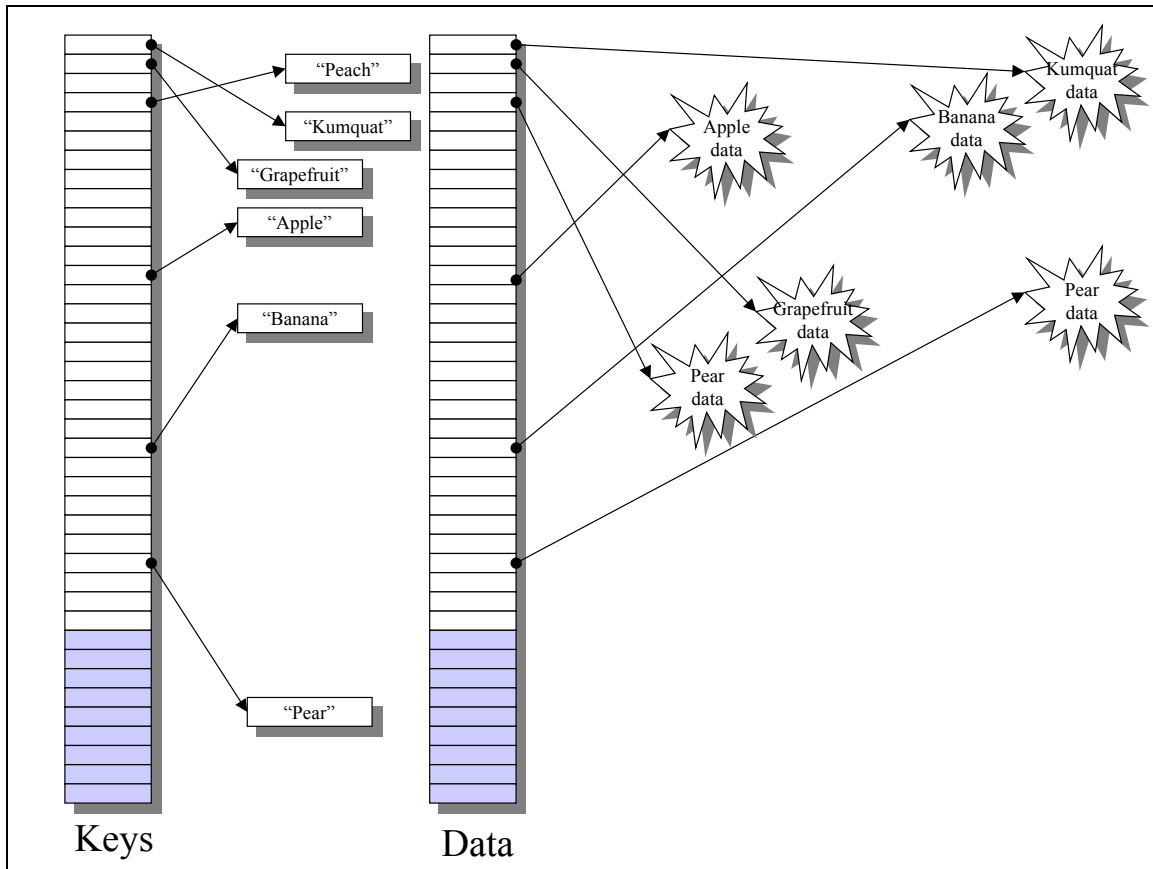 “Peach”
“Kumquat”
“Grapefruit”
“Apple”
“Banana”
“Pear”
Keys
Kumquat
data
Banana
data
Apple
data
Pear
data
Grapefruit
data
Pear
data
Data